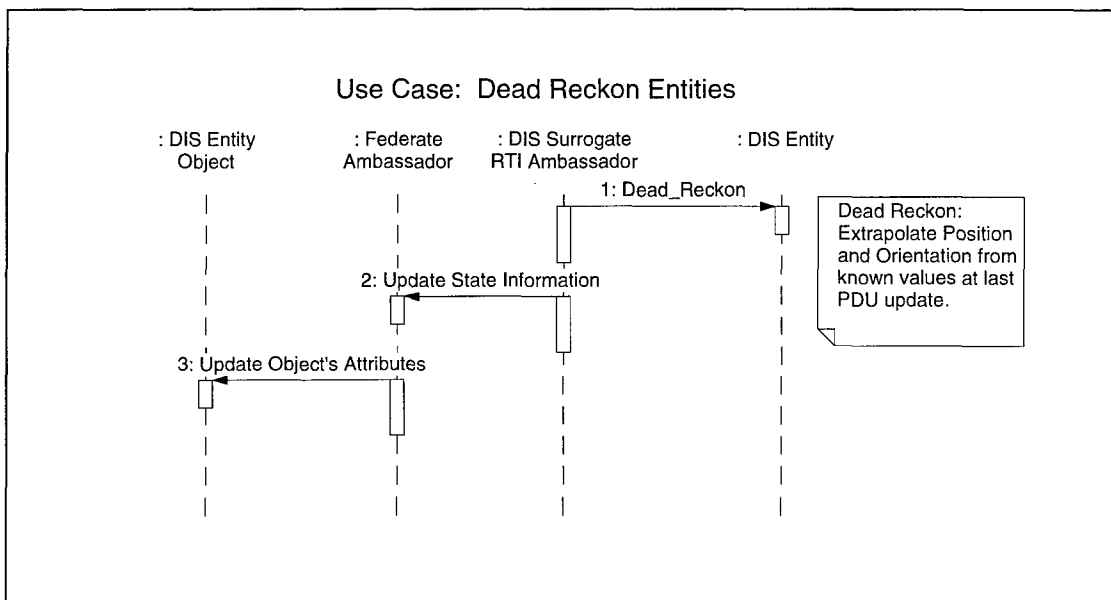 Use Case: Dead Reckon Entities
: DIS Entity
Object
: Federate
Ambassador
: DIS Surrogate
RTI Ambassador
: DIS Entity
1: Dead_Reckon
Dead Reckon:
Extrapolate Position
and Orientation from
known values at last
PDU update.
2: Update State Information
3: Update Object's Attributes